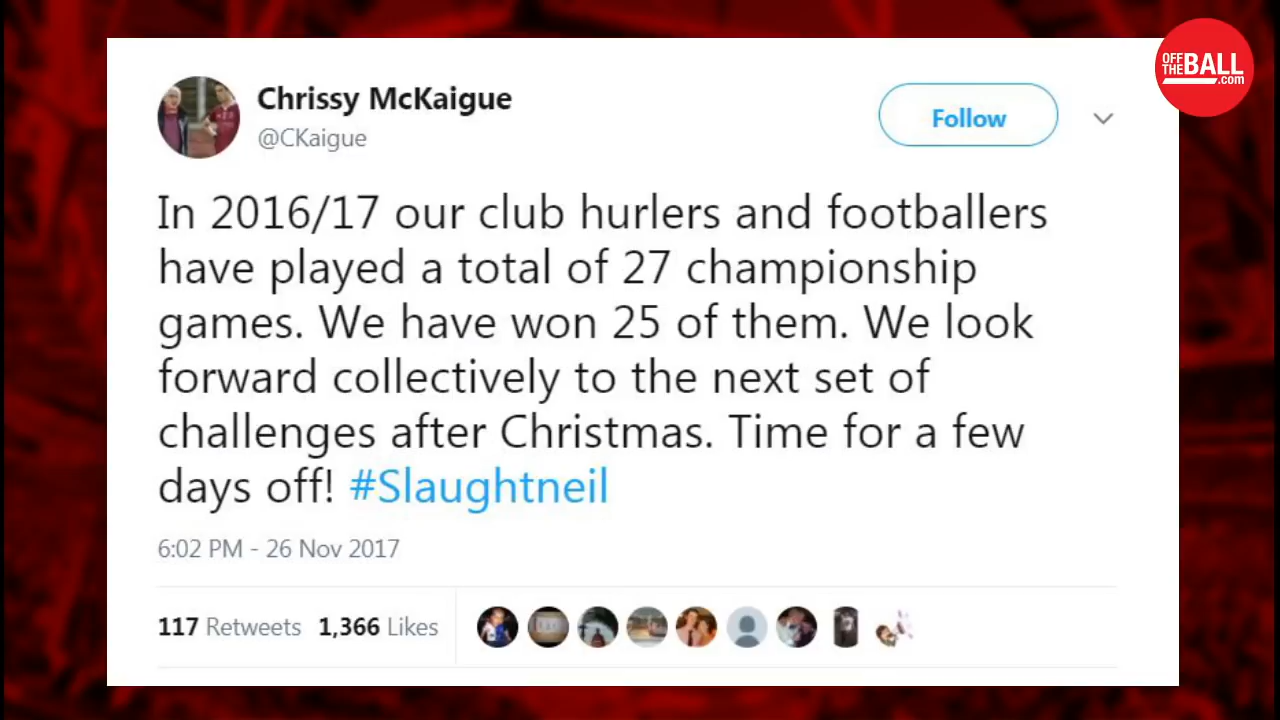 OFF
THE BALL
.com
Chrissy McKaigue
@CKaigue
Follow
In 2016/17 our club hurlers and footballers
have played a total of 27 championship
games. We have won 25 of them. We look
forward collectively to the next set of
challenges after Christmas. Time for a few
days off! #Slaughtneil
6:02 PM - 26 Nov 2017
117 Retweets 1,366 Likes